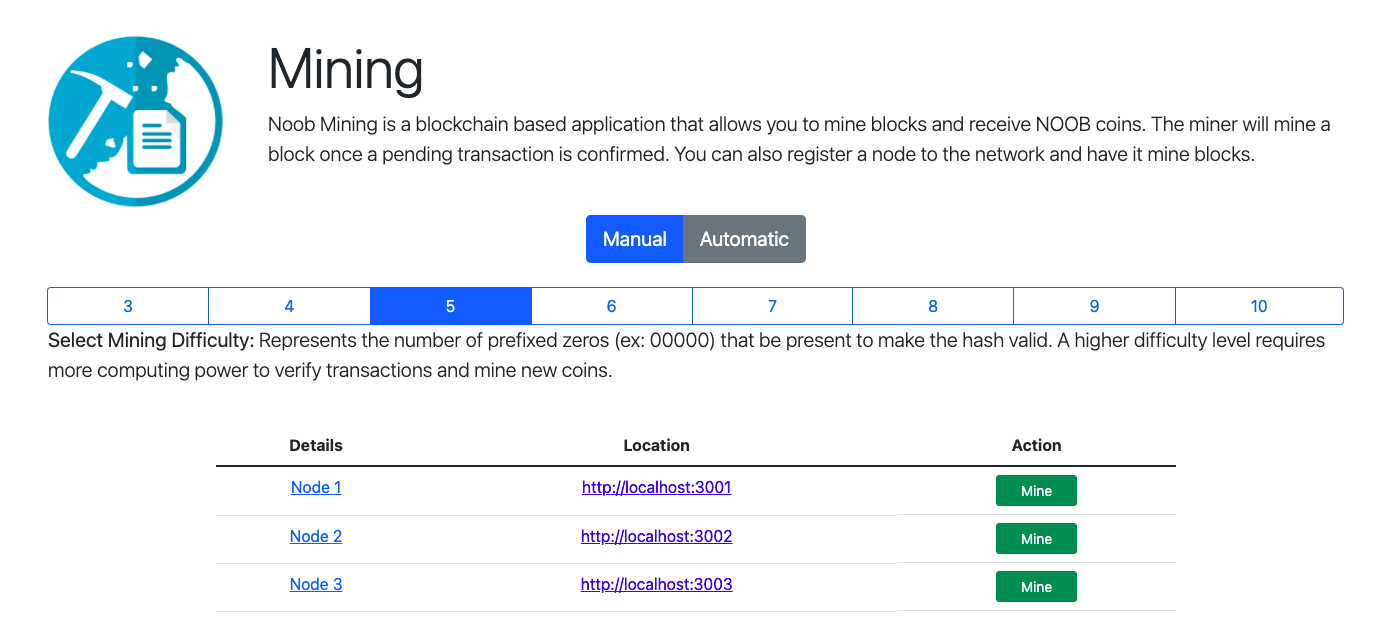 Mining
Noob Mining is a blockchain based application that allows you to mine blocks and receive NOOB coins. The miner will mine a
block once a pending transaction is confirmed. You can also register a node to the network and have it mine blocks.
Manual Automatic
3 4 5 6 7 8 9 10
Select Mining Difficulty: Represents the number of prefixed zeros (ex: 00000) that be present to make the hash valid. A higher difficulty level requires
more computing power to verify transactions and mine new coins.
Details Location Action
Node 1 http://localhost:3001 Mine
Node 2 http://localhost:3002 Mine
Node 3 http://localhost:3003 Mine